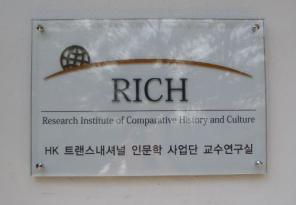 RICH
Research Institute of Comparative History and Culture
HK 트랜스내셔널 인문학 사업단 교수연구실